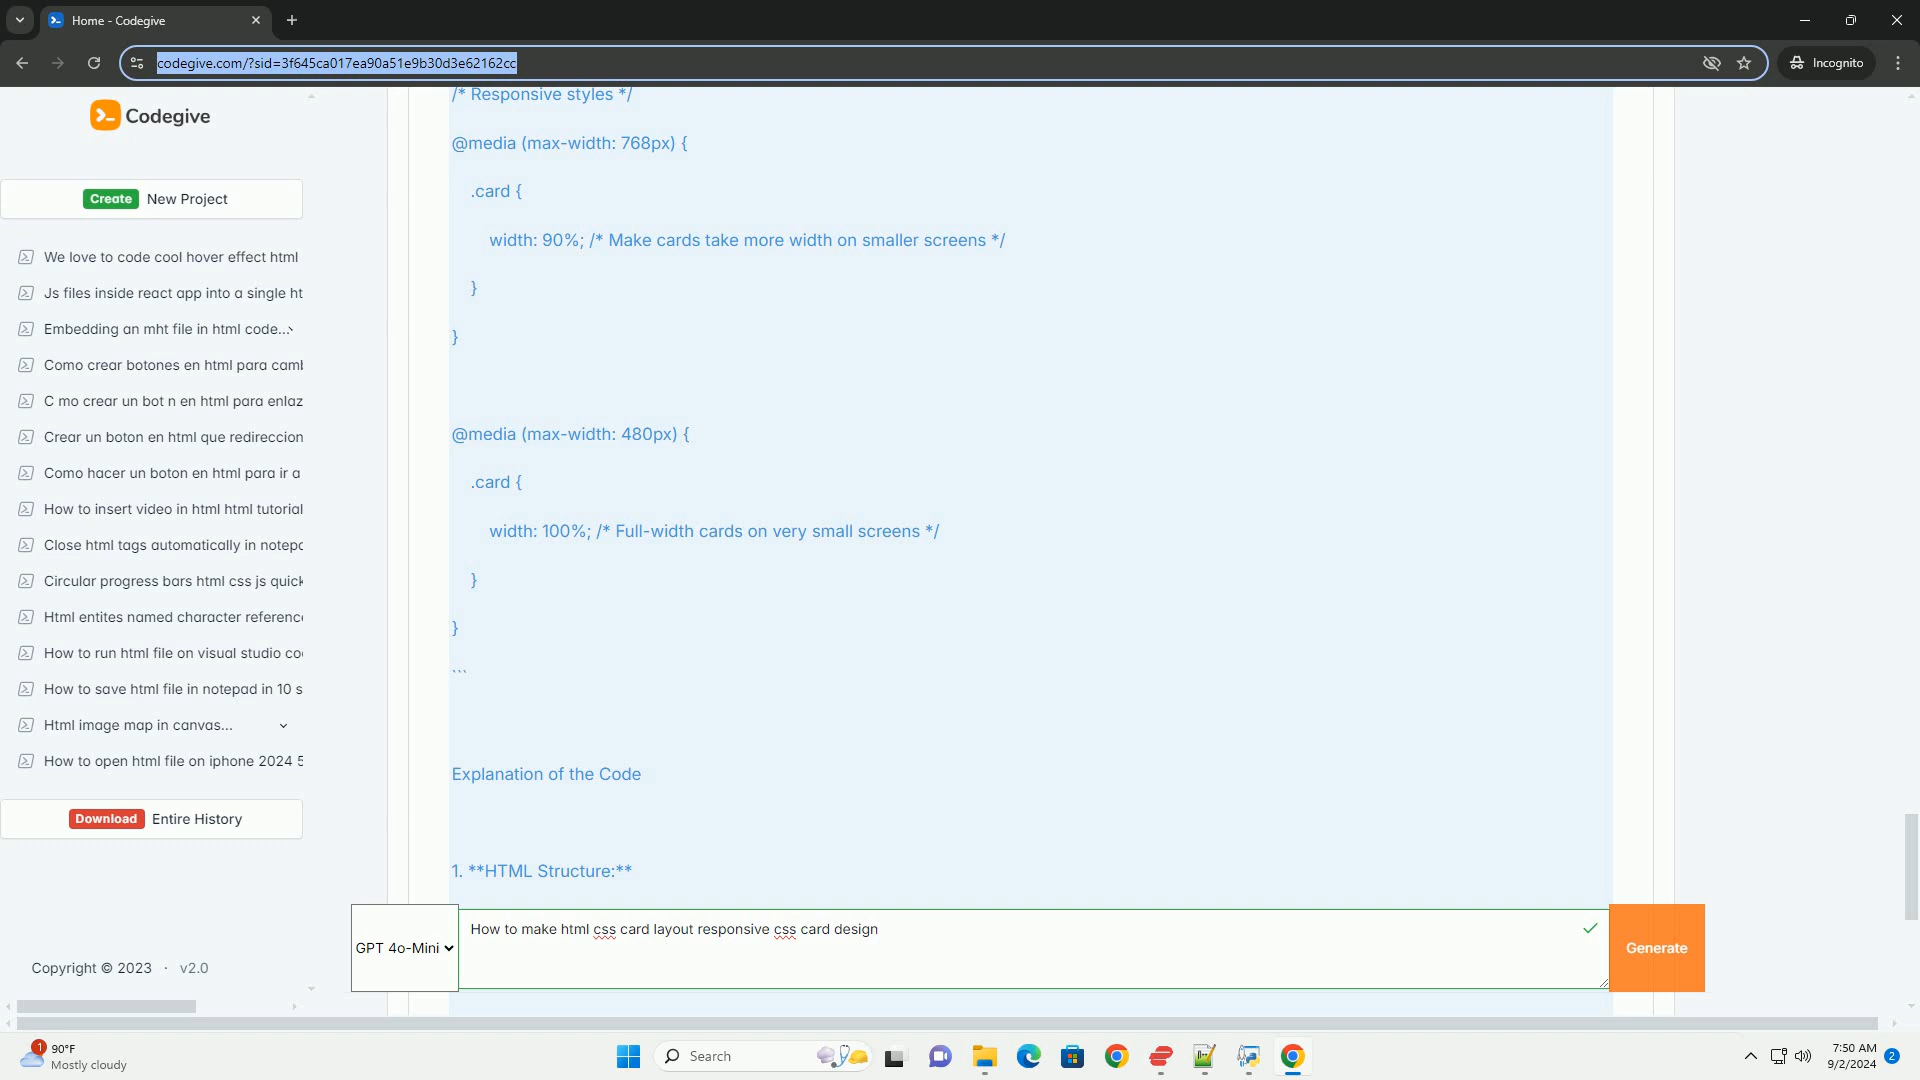 Home - Codegive
codegive.com/?sid=3f645ca017ea90a51e9b30d3e62162cc
Incognito
Codegive
Create New Project
We love to code cool hover effect html
Js files inside react app into a single ht
Embedding an mht file in html code...
Como crear botones en html para caml
C mo crear un bot n en html para enlaz
Crear un boton en html que redireccion
Como hacer un boton en html para ir a
How to insert video in html html tutorial
Close html tags automatically in notepc
Circular progress bars html css js quick
Html entites named character reference
How to run html file on visual studio co
How to save html file in notepad in 10 s
Html image map in canvas...
How to open html file on iphone 2024 5
Download Entire History
Copyright © 2023 · v2.0
/* Responsive styles */
@media (max-width: 768px) {
.card {
width: 90%; /* Make cards take more width on smaller screens */
}
}
@media (max-width: 480px) {
.card {
width: 100%; /* Full-width cards on very small screens */
}
}
```
Explanation of the Code
1. **HTML Structure:**
GPT 4o-Mini
How to make html css card layout responsive css card design
Generate
1
90°F
Mostly cloudy
Search
7:50 AM
9/2/2024
2